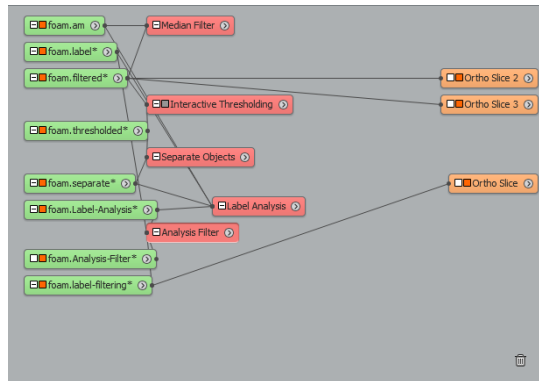 foam.am
Median Filter
foam.label*
foam.filtered*
Ortho Slice 2
Interactive Thresholding
Ortho Slice 3
foam.thresholded*
Separate Objects
foam.separate*
Ortho Slice
foam.Label-Analysis*
Label Analysis
Analysis Filter
foam.Analysis-Filter*
foam.label-filtering*